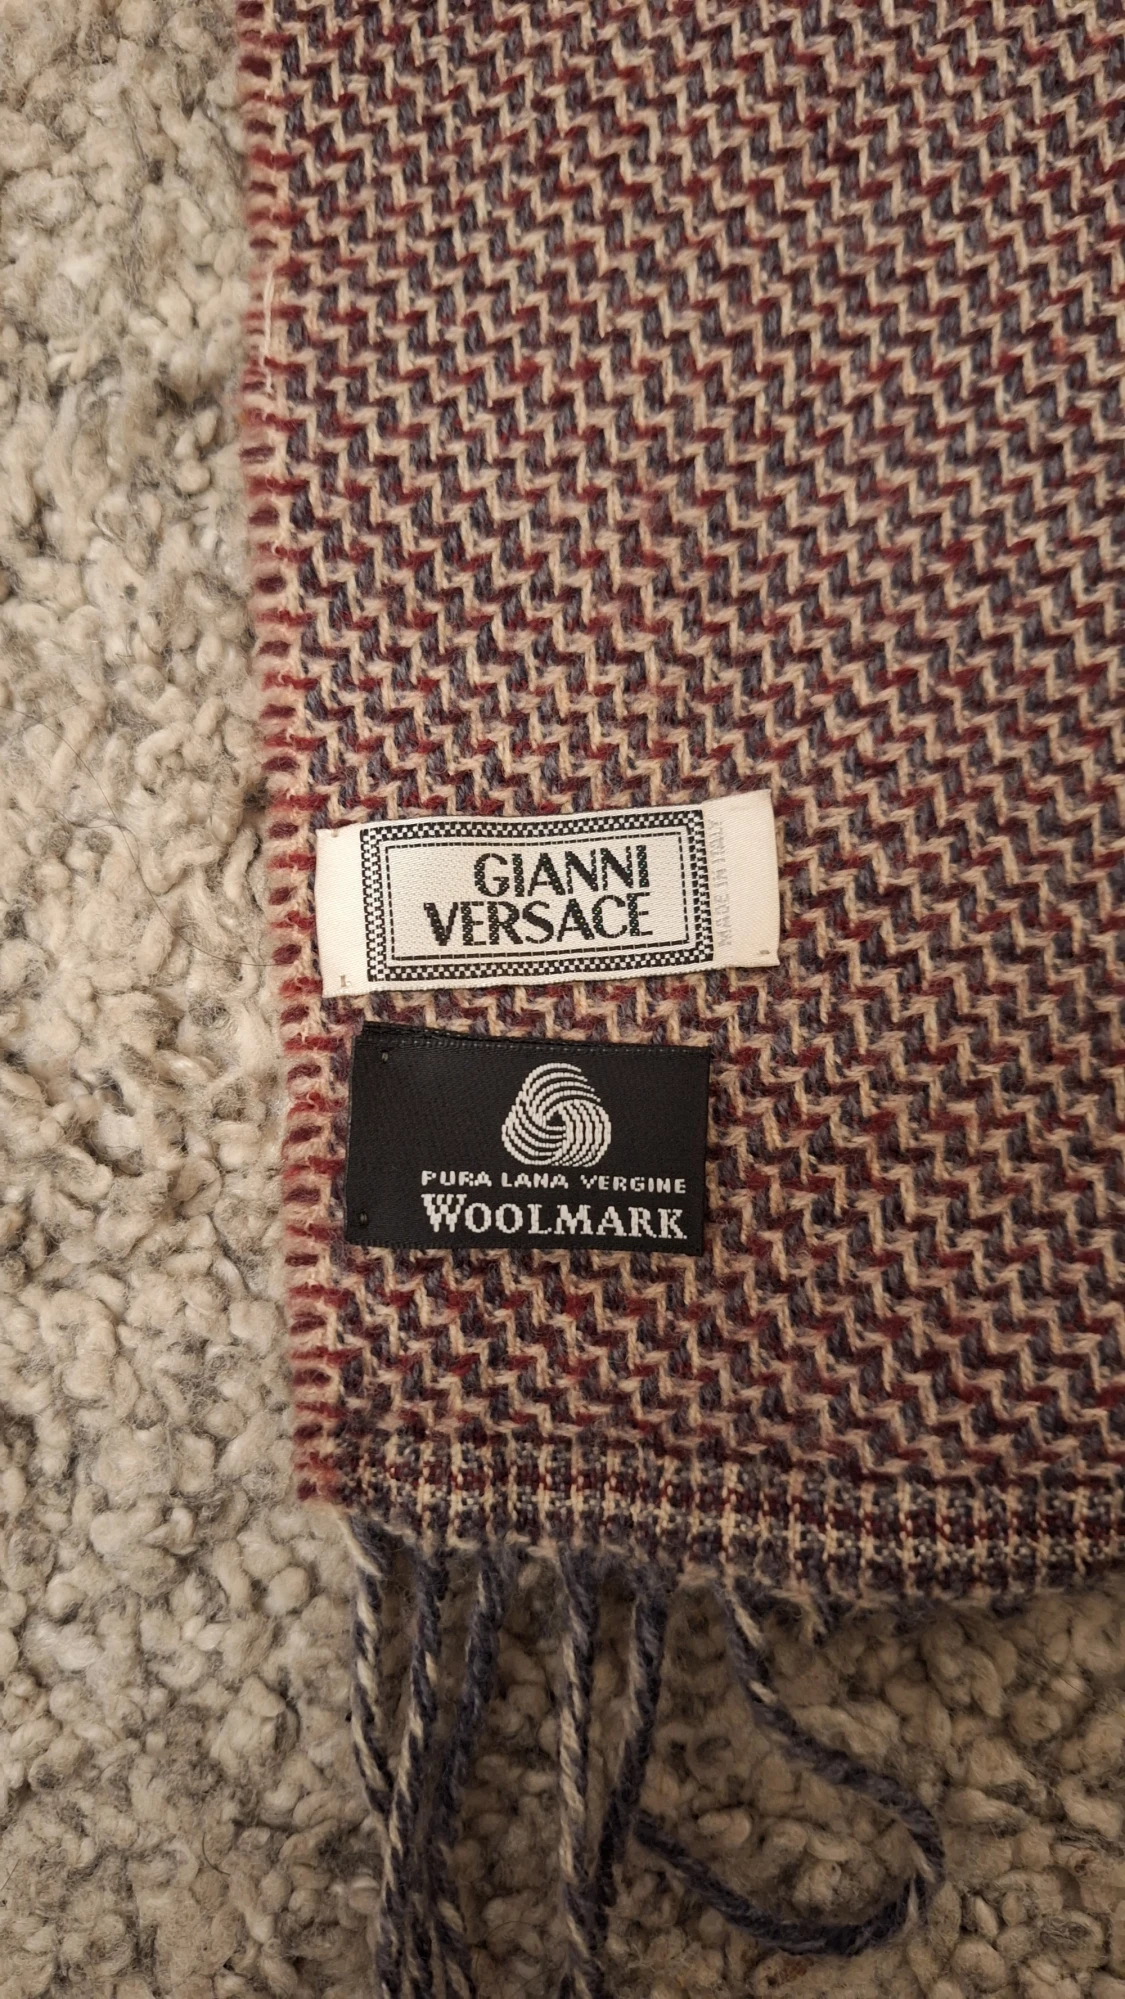 GIANNI
VERSACE
MADE IN ITALY
PURA LANA VERGINE
WOOLMARK